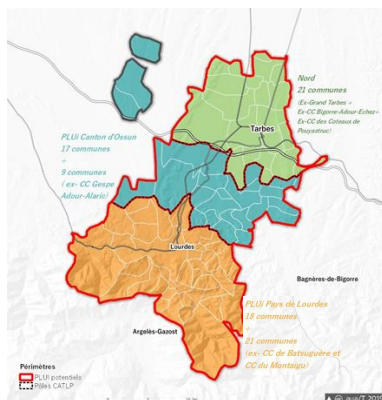 Nord
21 communes
(Ex-Grand Tarbes +
Ex-CC Bigorre-Adour-Echez+
Ex-CC des Coteaux de
Pouyastruc)
Tarbes
PLUi Canton d'Ossun
17 communes
+
9 communes
( ex- CC Gespe
Adour-Alaric)
Lourdes
Bagnères-de-Bigorre
PLUi Pays de Lourdes
18 communes
+
21 communes
(ex- CC de Batsuguère et
CC du Montaigu)
Argelès-Gazost
Périmètres
PLUI potentiels
Pôles CATLP